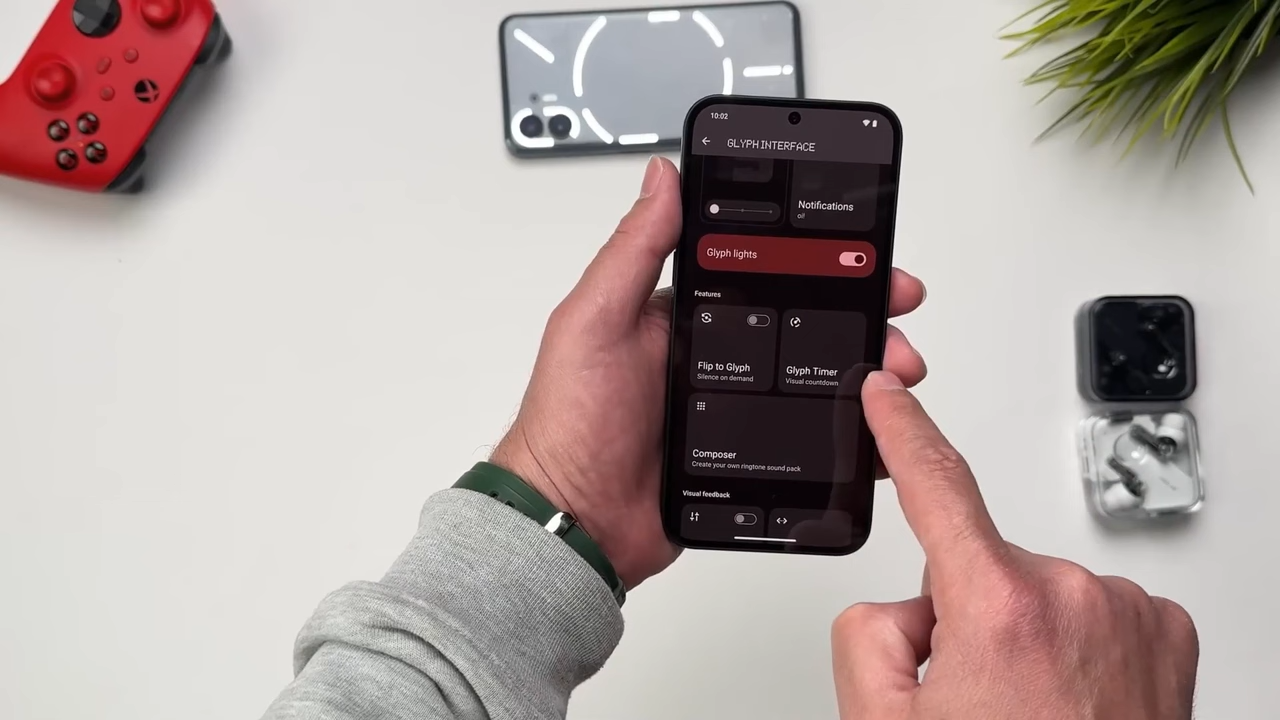 10:02
GLYPH INTERFACE
Notifications
oi!
Glyph lights
Features
Flip to Glyph
Silence on demand
Glyph Timer
Visual countdown
Composer
Create your own ringtone sound pack
Visual feedback